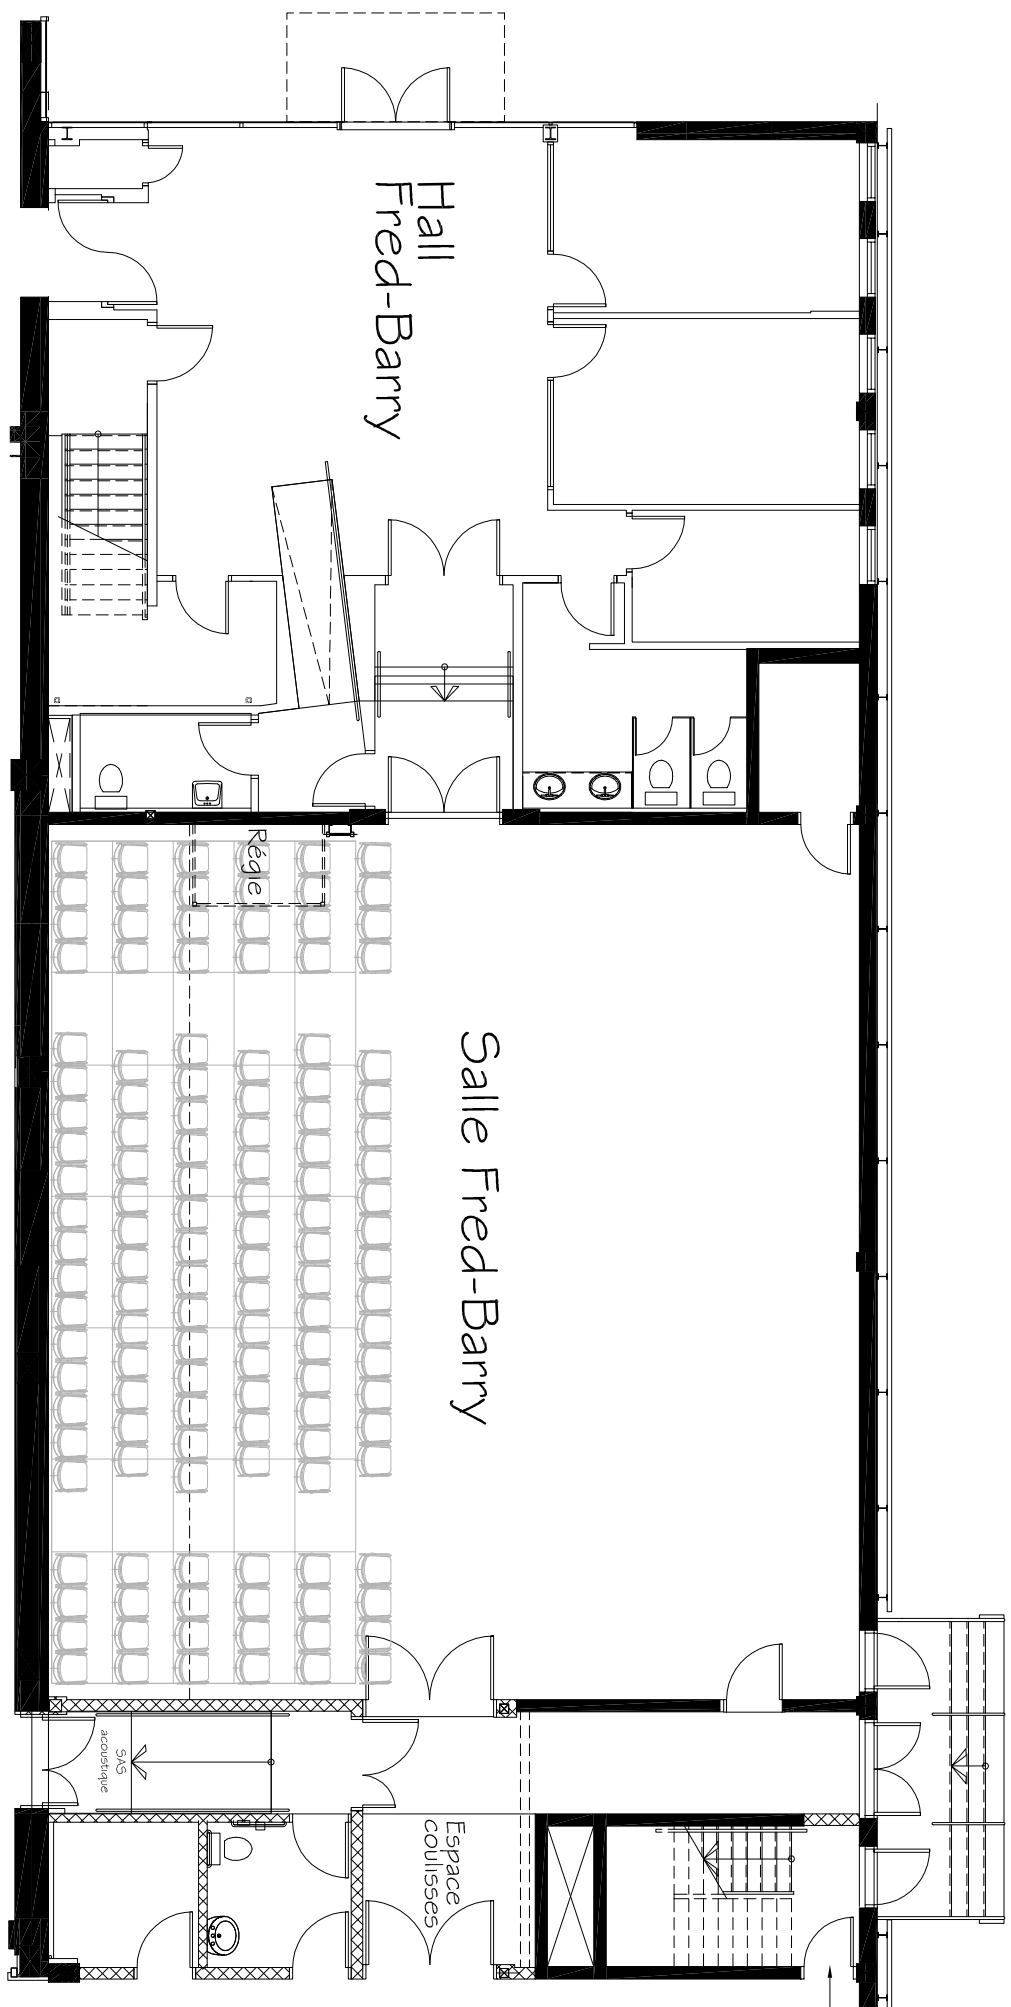 Hall
Fred-Barry
Régie
Salle Fred-Barry
SAS
acoustique
Espace
coulisses